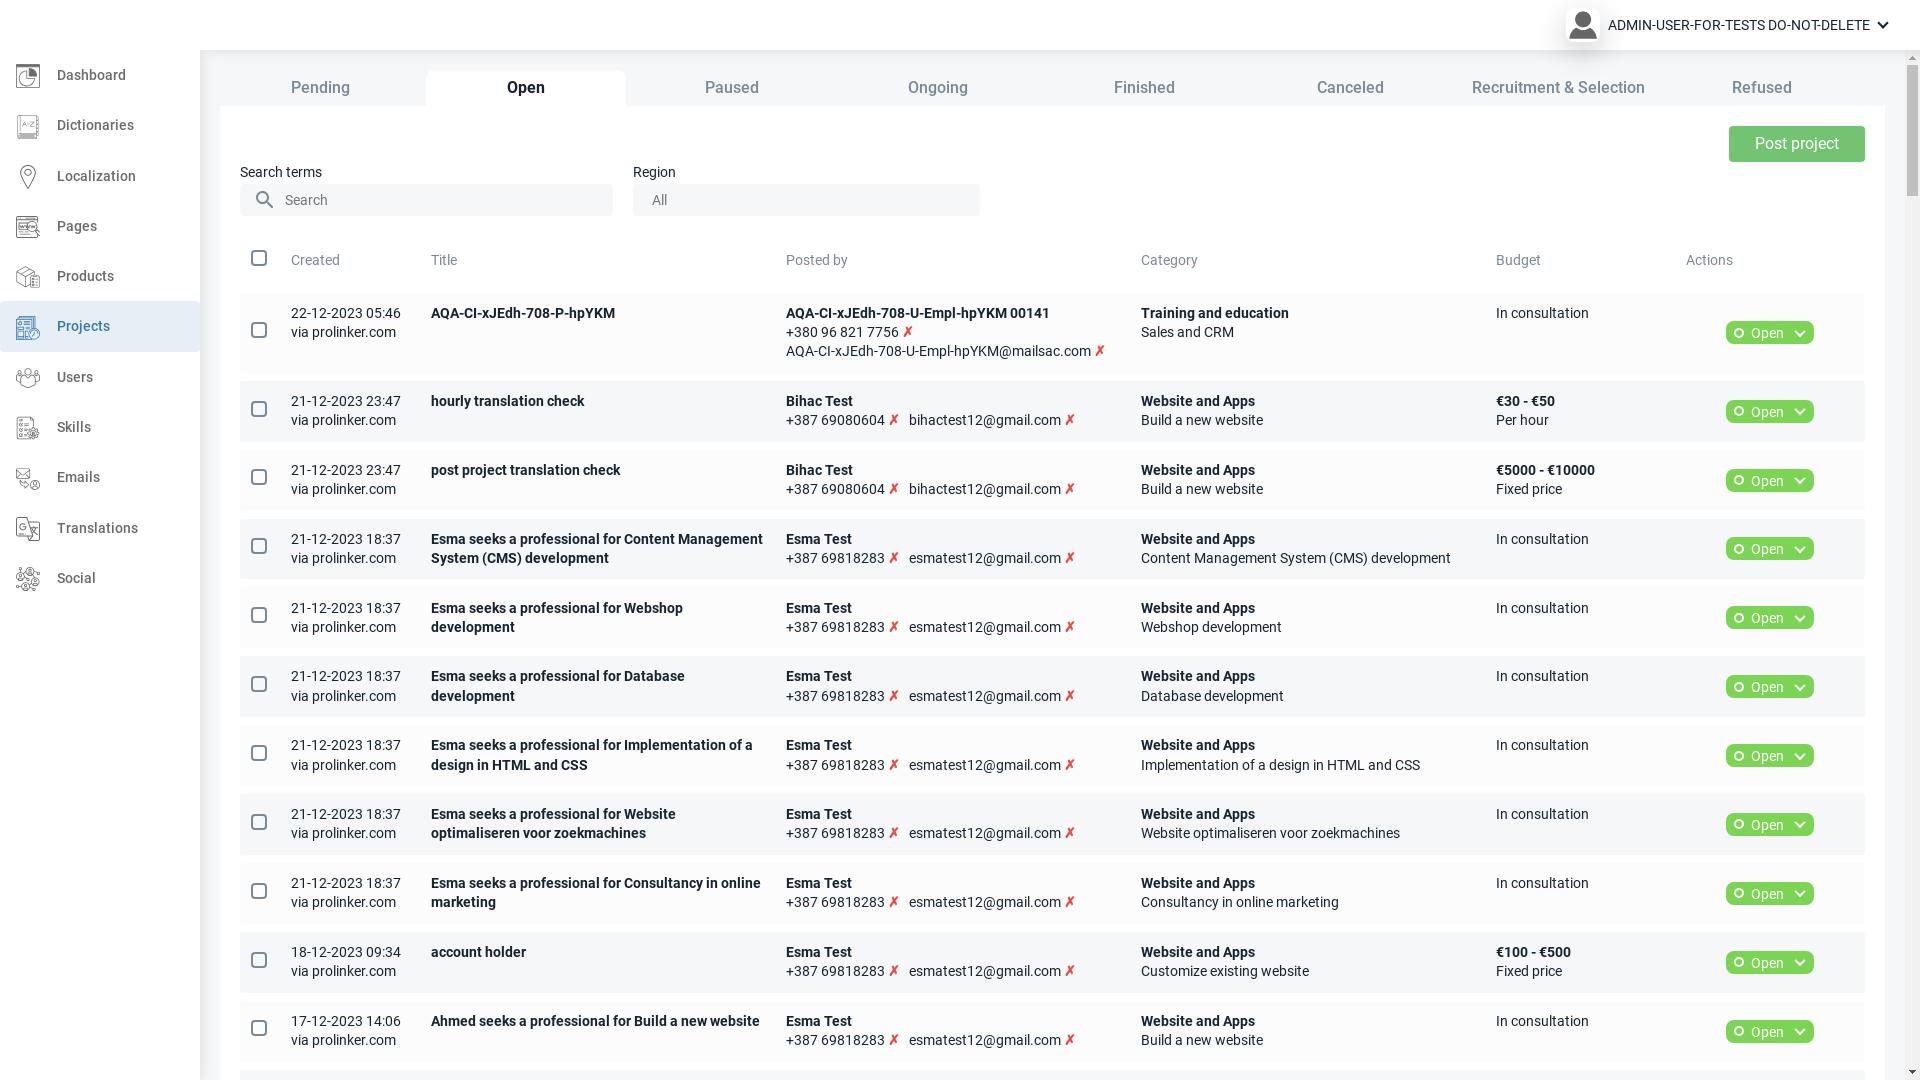 ADMIN-USER-FOR-TESTS DO-NOT-DELETE
Dashboard
Dictionaries
Localization
Pages
Products
Projects
Users
Skills
Emails
Translations
Social
Pending Open Paused Ongoing Finished Canceled Recruitment & Selection Refused
Post project
Search terms Region
Search All
Created Title Posted by Category Budget Actions
22-12-2023 05:46 AQA-CI-xJEdh-708-P-hpYKM AQA-CI-xJEdh-708-U-Empl-hpYKM 00141 Training and education In consultation
via prolinker.com +380 96 821 7756 ✗ Sales and CRM Open
AQA-CI-xJEdh-708-U-Empl-hpYKM@mailsac.com ✗
21-12-2023 23:47 hourly translation check Bihac Test Website and Apps €30 - €50 Open
via prolinker.com +387 69080604 ✗ bihactest12@gmail.com ✗ Build a new website Per hour
21-12-2023 23:47 post project translation check Bihac Test Website and Apps €5000 - €10000 Open
via prolinker.com +387 69080604 ✗ bihactest12@gmail.com ✗ Build a new website Fixed price
21-12-2023 18:37 Esma seeks a professional for Content Management Esma Test Website and Apps In consultation Open
via prolinker.com System (CMS) development +387 69818283 ✗ esmatest12@gmail.com ✗ Content Management System (CMS) development
21-12-2023 18:37 Esma seeks a professional for Webshop Esma Test Website and Apps In consultation Open
via prolinker.com development +387 69818283 ✗ esmatest12@gmail.com ✗ Webshop development
21-12-2023 18:37 Esma seeks a professional for Database Esma Test Website and Apps In consultation Open
via prolinker.com development +387 69818283 ✗ esmatest12@gmail.com ✗ Database development
21-12-2023 18:37 Esma seeks a professional for Implementation of a Esma Test Website and Apps In consultation Open
via prolinker.com design in HTML and CSS +387 69818283 ✗ esmatest12@gmail.com ✗ Implementation of a design in HTML and CSS
21-12-2023 18:37 Esma seeks a professional for Website Esma Test Website and Apps In consultation Open
via prolinker.com optimaliseren voor zoekmachines +387 69818283 ✗ esmatest12@gmail.com ✗ Website optimaliseren voor zoekmachines
21-12-2023 18:37 Esma seeks a professional for Consultancy in online Esma Test Website and Apps In consultation Open
via prolinker.com marketing +387 69818283 ✗ esmatest12@gmail.com ✗ Consultancy in online marketing
18-12-2023 09:34 account holder Esma Test Website and Apps €100 - €500 Open
via prolinker.com +387 69818283 ✗ esmatest12@gmail.com ✗ Customize existing website Fixed price
17-12-2023 14:06 Ahmed seeks a professional for Build a new website Esma Test Website and Apps In consultation Open
via prolinker.com +387 69818283 ✗ esmatest12@gmail.com ✗ Build a new website